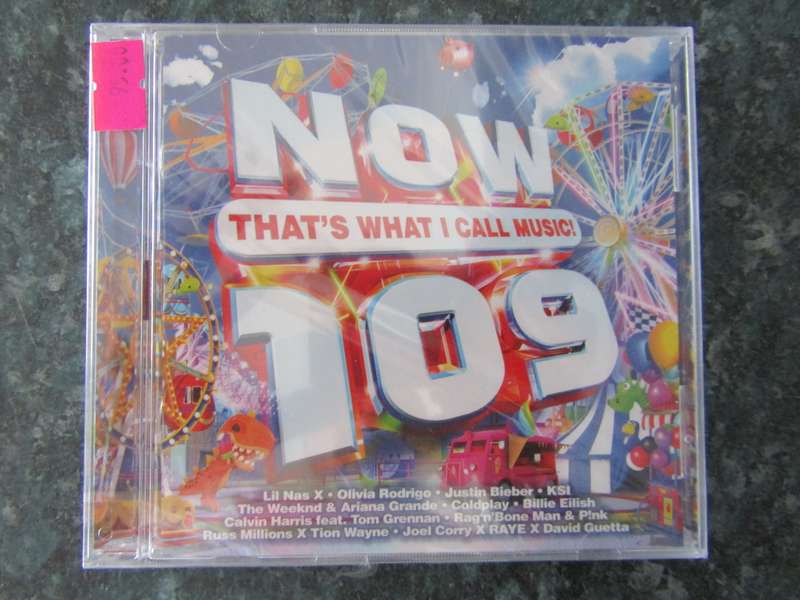 NOW
THAT'S WHAT I CALL MUSIC!
109
Lil Nas X • Olivia Rodrigo • Justin Bieber • KSI
The Weeknd & Ariana Grande • Coldplay • Billie Eilish
Calvin Harris feat. Tom Grennan • Rag'n'Bone Man & P!nk
Russ Millions X Tion Wayne • Joel Corry X RAYE X David Guetta